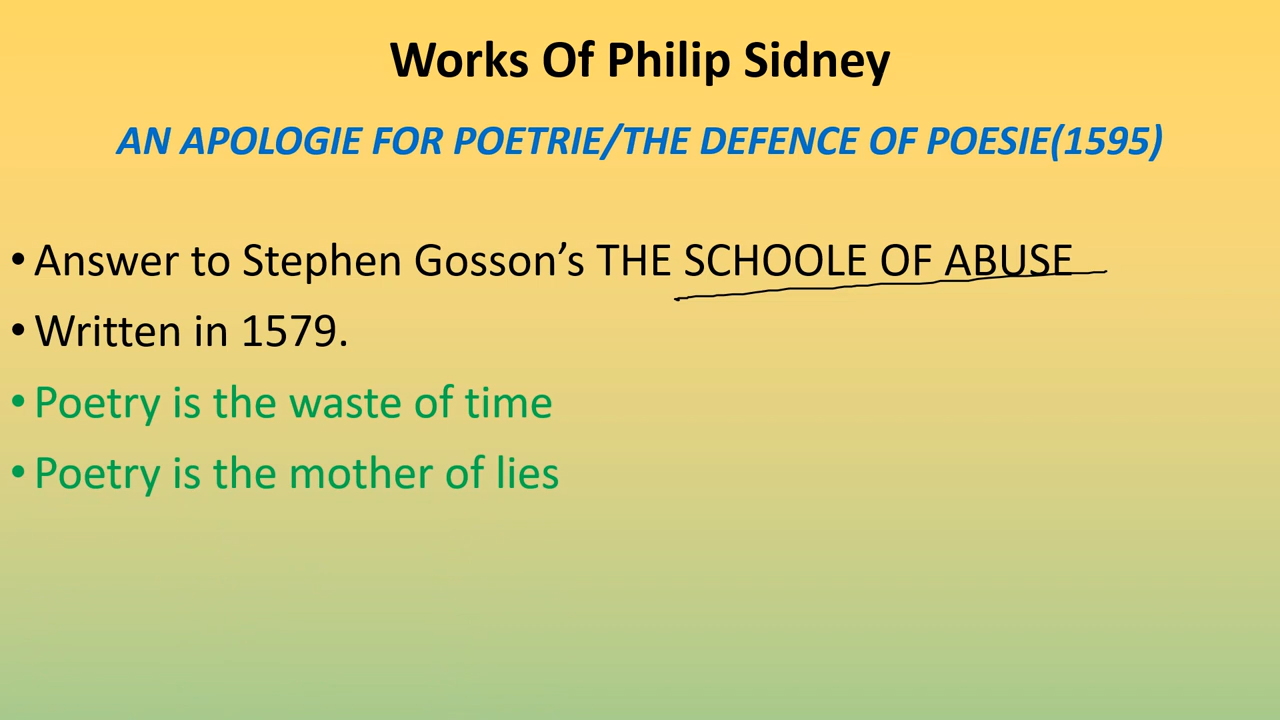 Works Of Philip Sidney
AN APOLOGIE FOR POETRIE/THE DEFENCE OF POESIE(1595)
• Answer to Stephen Gosson’s THE SCHOOLE OF ABUSE
• Written in 1579.
• Poetry is the waste of time
• Poetry is the mother of lies